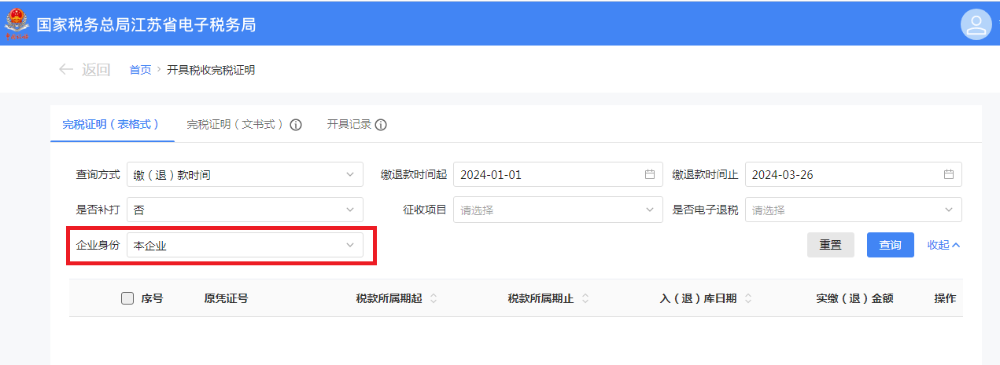 国家税务总局江苏省电子税务局
返回 首页 > 开具税收完税证明
完税证明（表格式） 完税证明（文书式） 开具记录
查询方式 缴（退）款时间 缴退款时间起 2024-01-01 缴退款时间止 2024-03-26
是否补打 否 征收项目 请选择 是否电子退税 请选择
企业身份 本企业 重置 查询 收起
序号 原凭证号 税款所属期起 税款所属期止 入（退）库日期 实缴（退）金额 操作